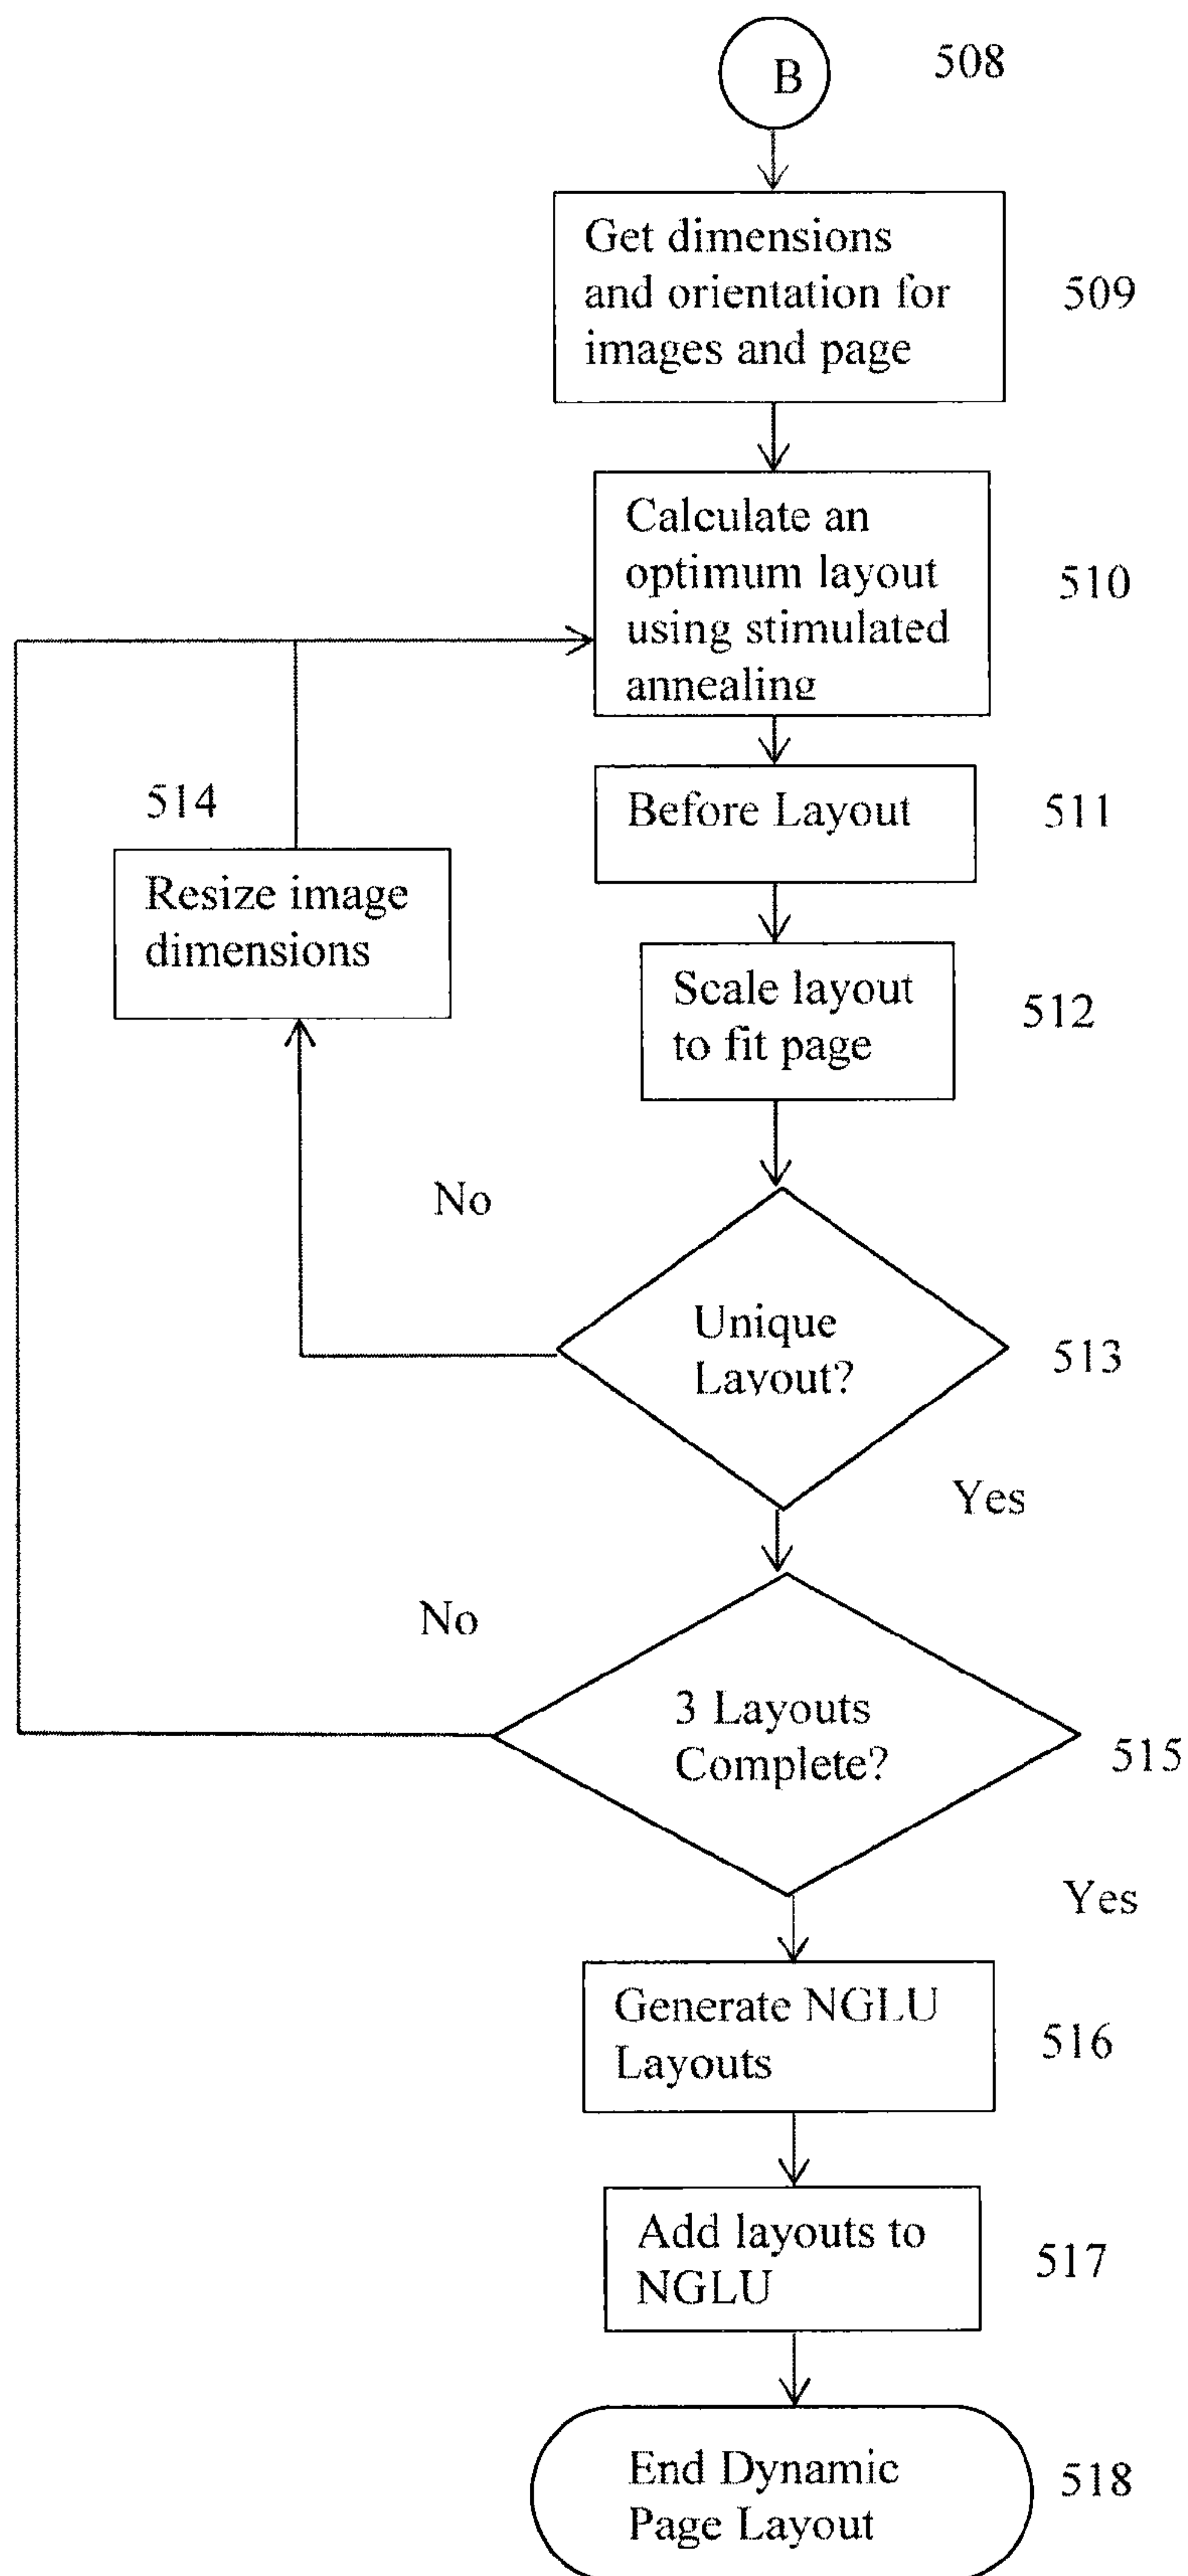 B
508
Get dimensions
and orientation for
images and page
509
Calculate an
optimum layout
using stimulated
annealing
510
Before Layout
511
514
Resize image
dimensions
Scale layout
to fit page
512
No
Unique
Layout?
513
Yes
No
3 Layouts
Complete?
515
Yes
Generate NGLU
Layouts
516
Add layouts to
NGLU
517
End Dynamic
Page Layout
518